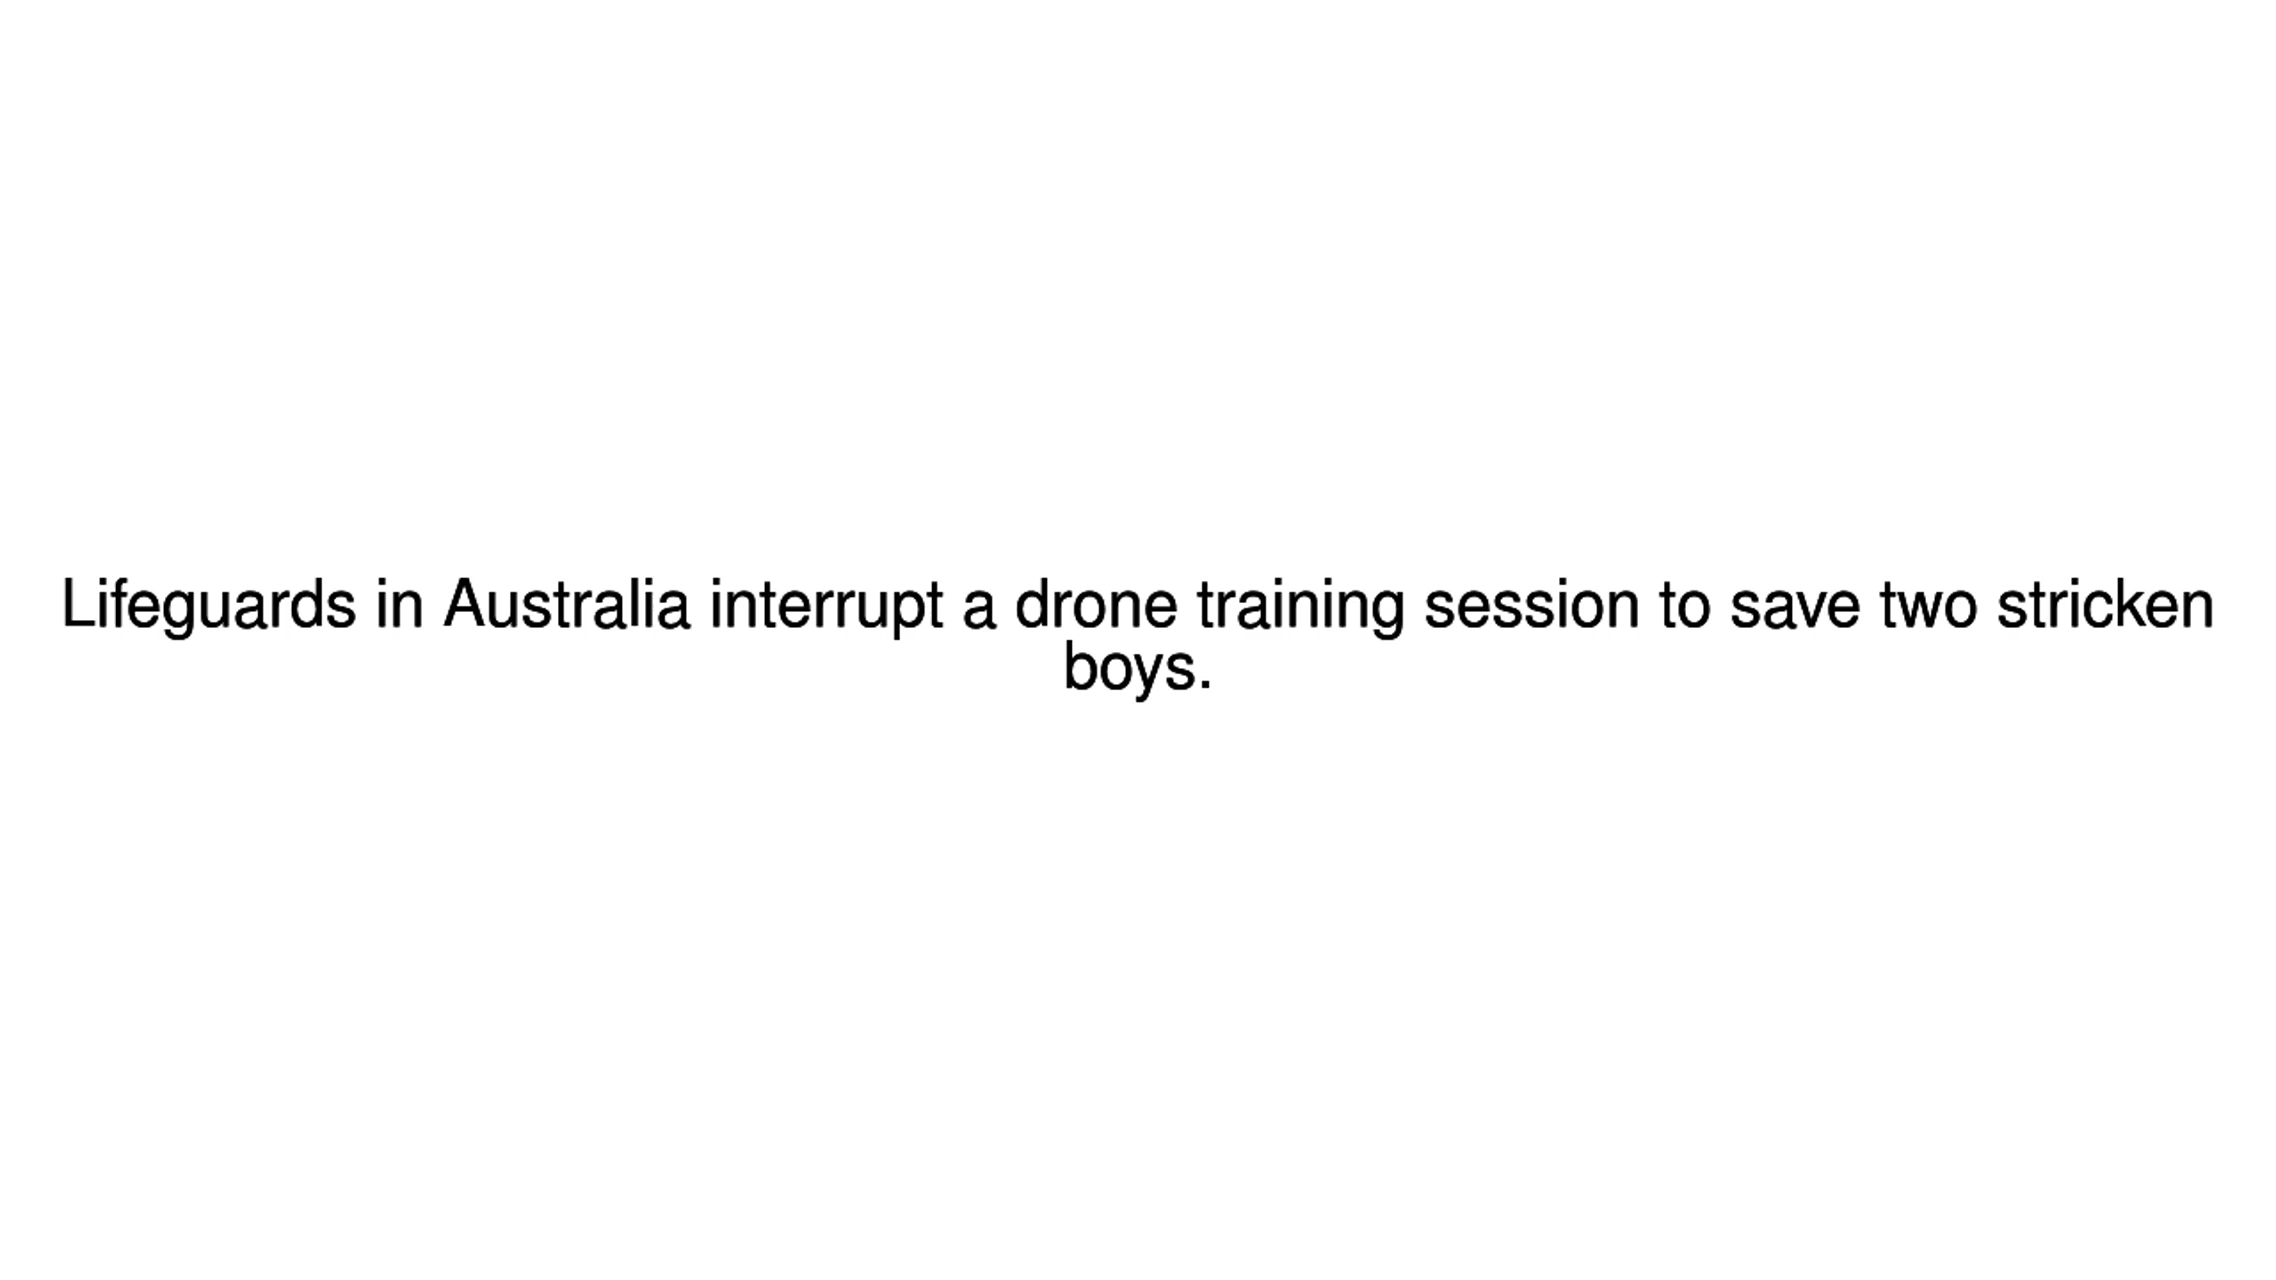 Lifeguards in Australia interrupt a drone training session to save two stricken
boys.